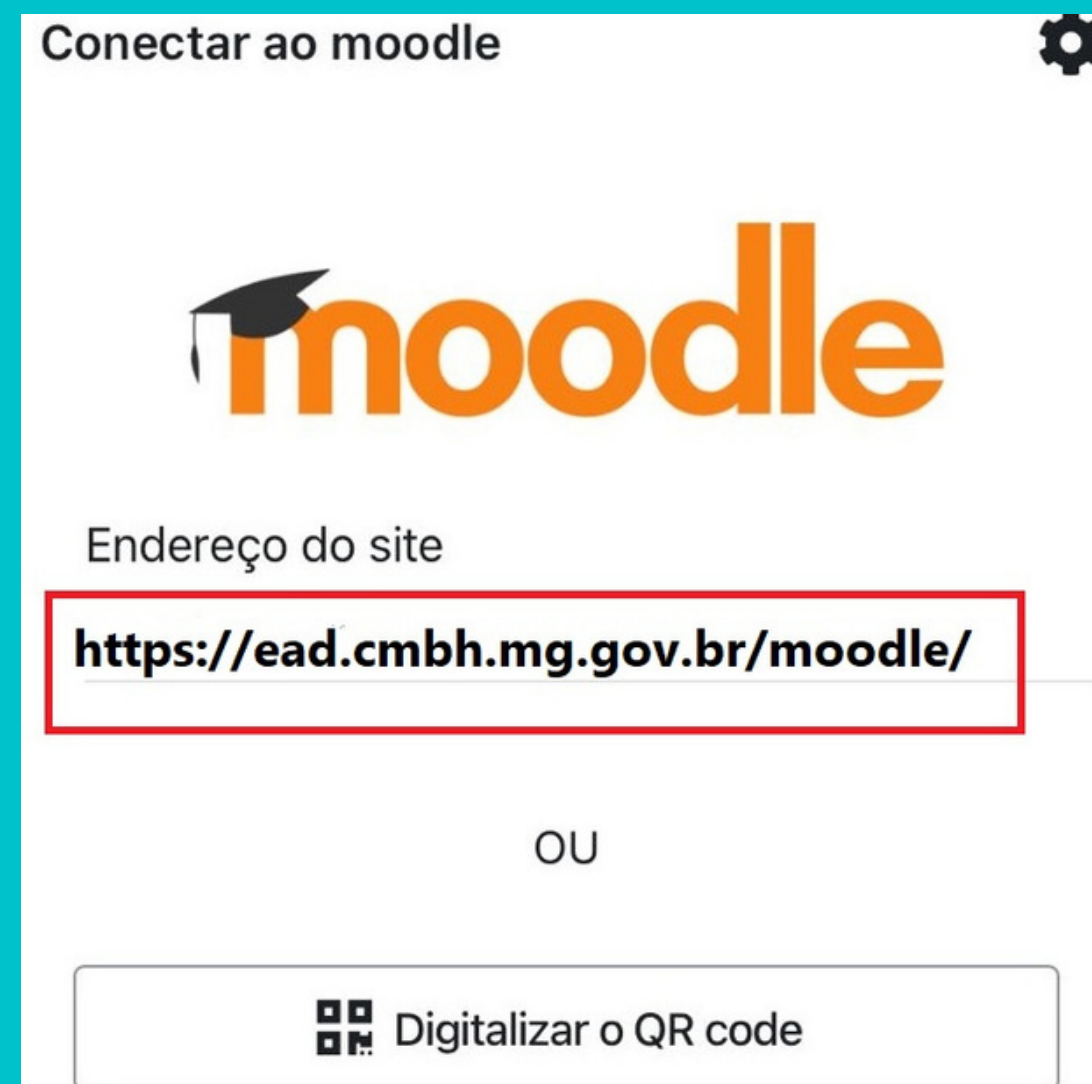 Conectar ao moodle
moodle
Endereço do site
https://ead.cmbh.mg.gov.br/moodle/
OU
Digitalizar o QR code